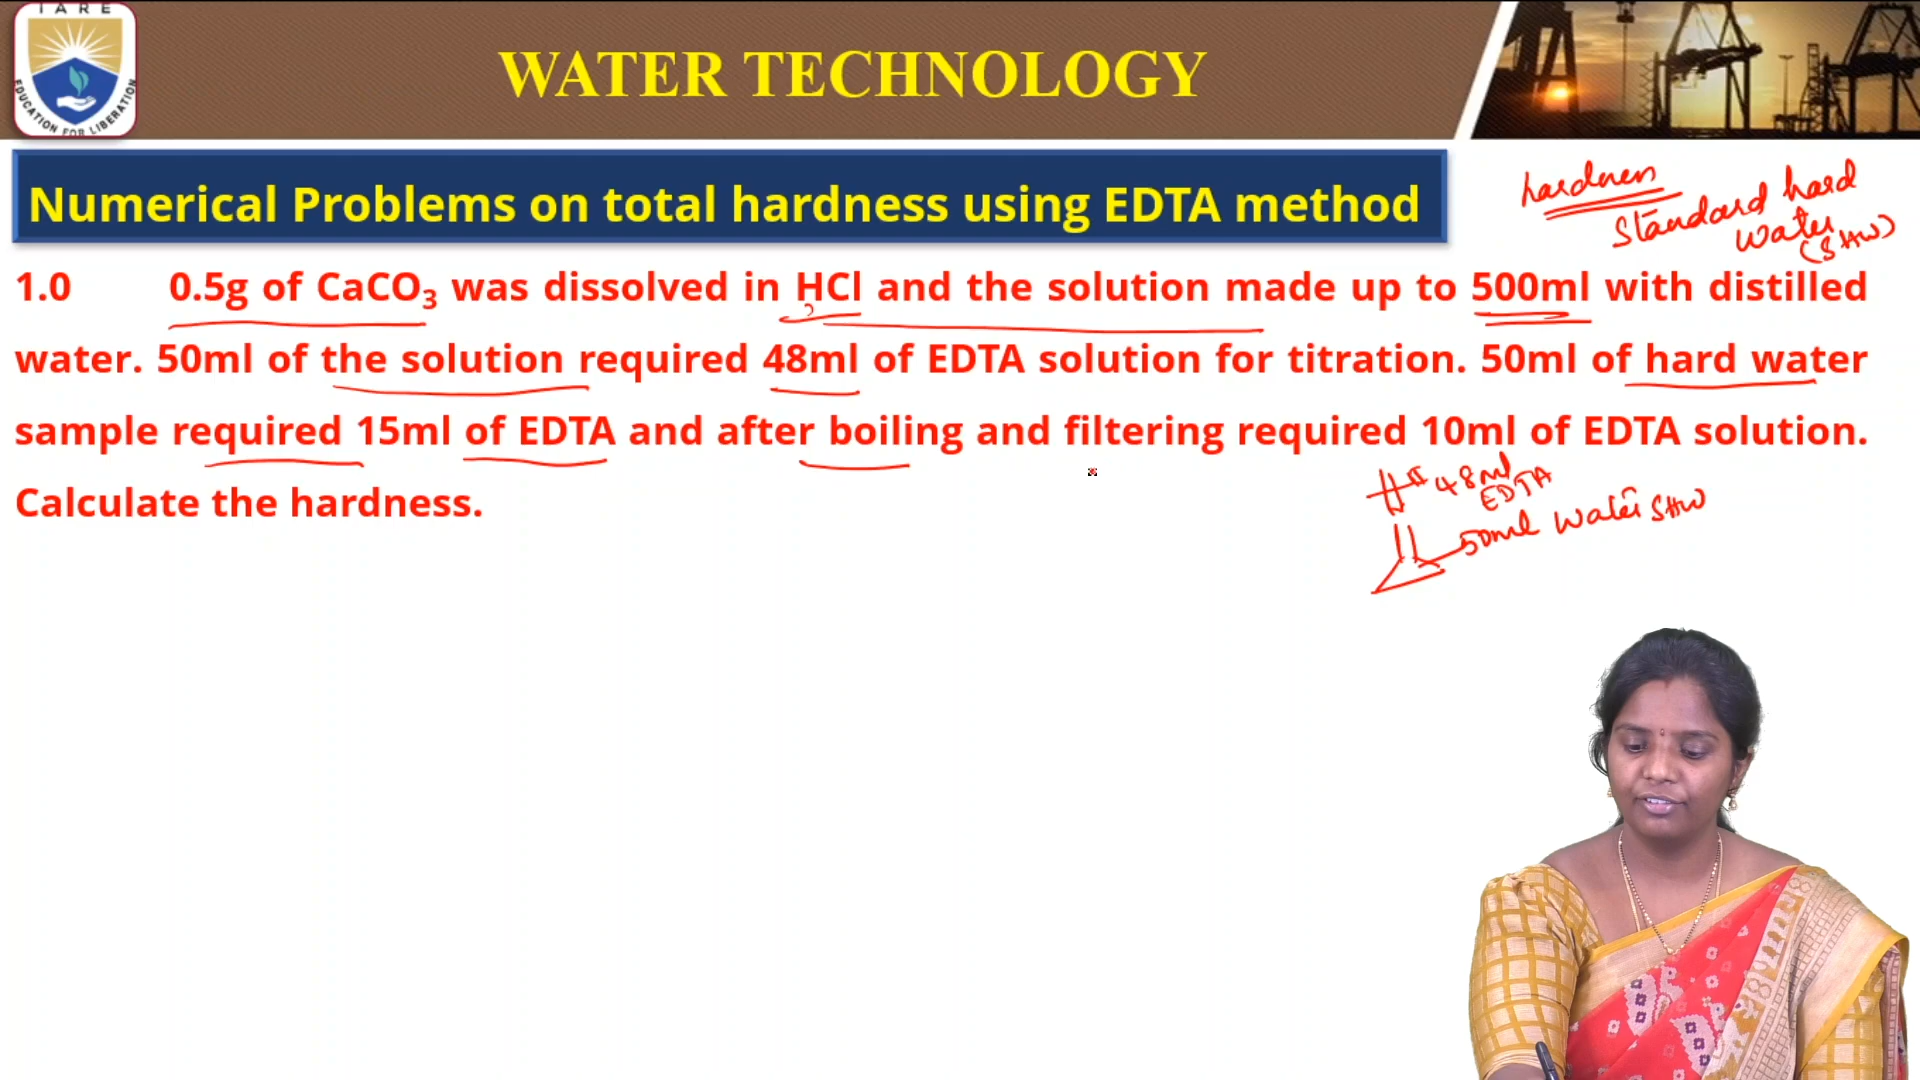 IARE
EDUCATION FOR LIBERATION
WATER TECHNOLOGY
Numerical Problems on total hardness using EDTA method
hardness
Standard hard
water
(SHW)
1.0 0.5g of CaCO₃ was dissolved in HCl and the solution made up to 500ml with distilled
water. 50ml of the solution required 48ml of EDTA solution for titration. 50ml of hard water
sample required 15ml of EDTA and after boiling and filtering required 10ml of EDTA solution.
Calculate the hardness.
48ml
EDTA
50ml water SHW